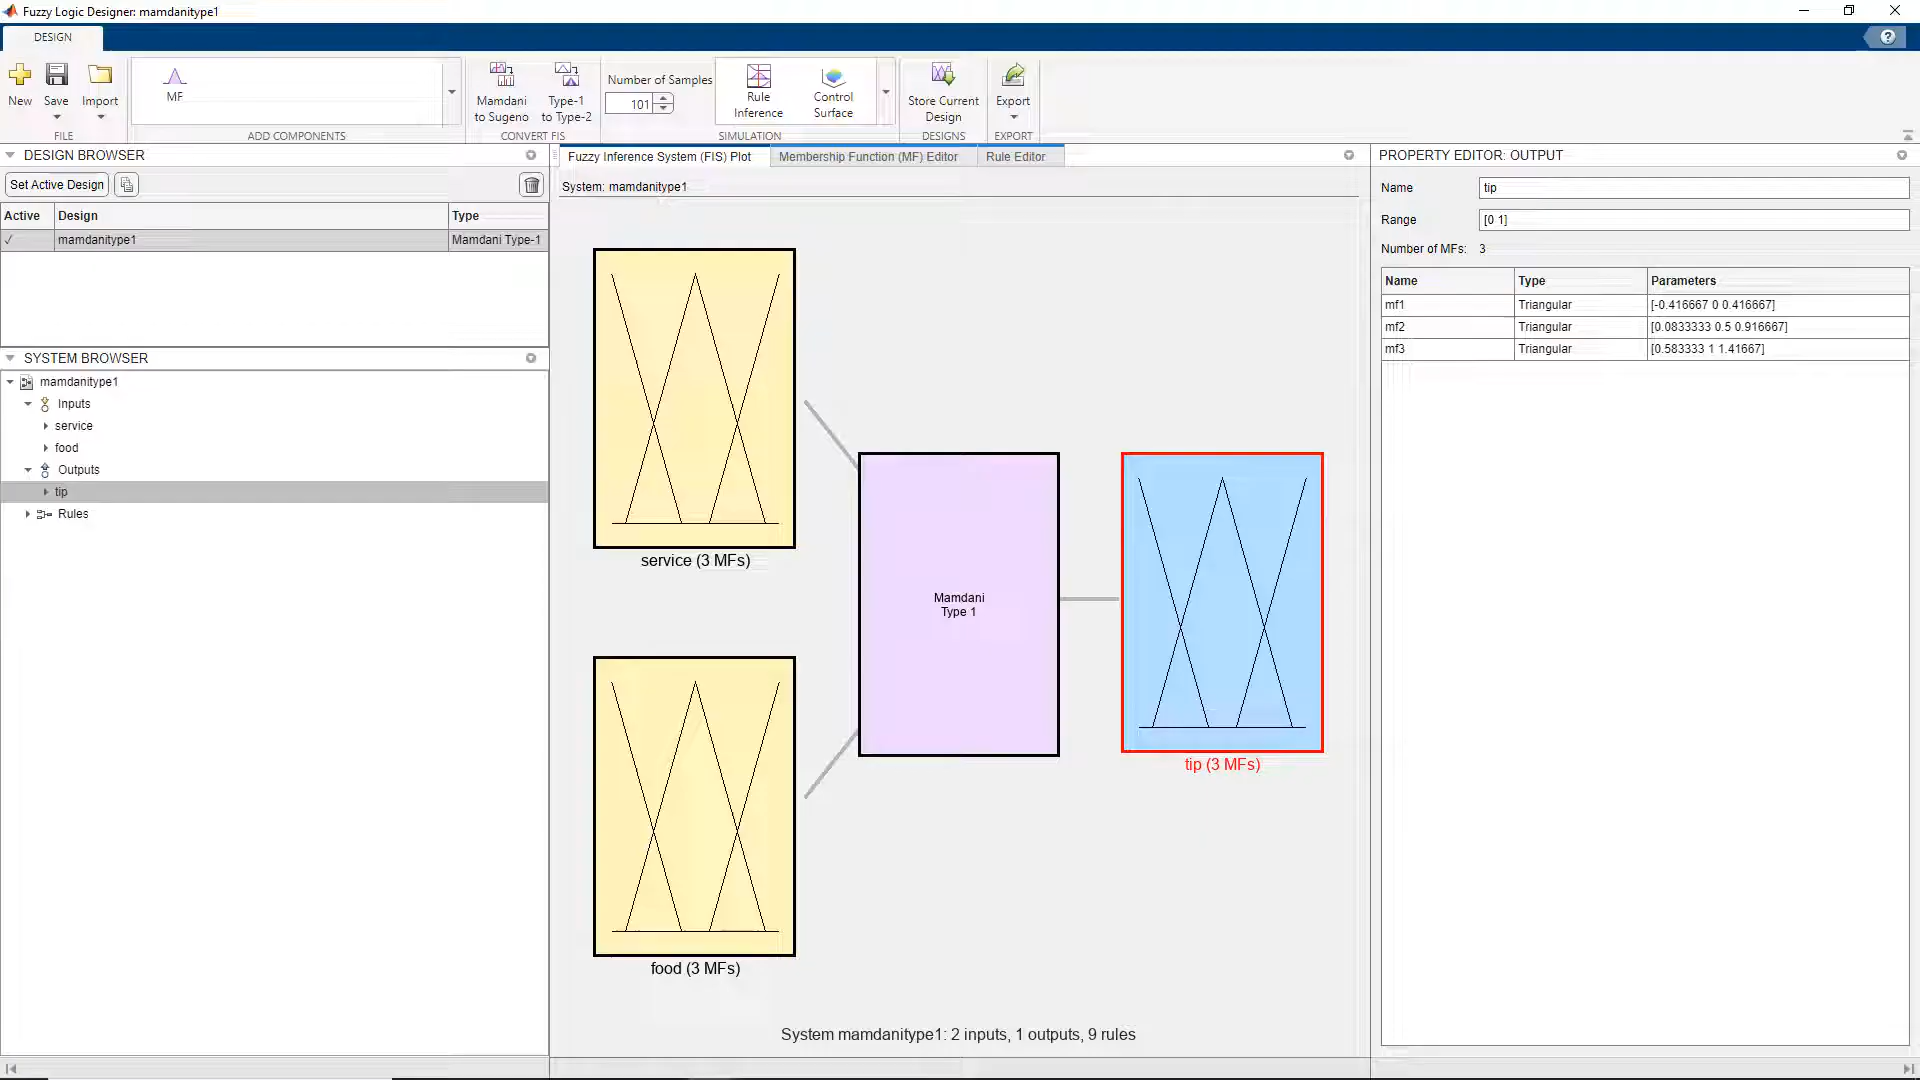 Fuzzy Logic Designer: mamdanitype1
DESIGN
?
New
Save
Import
FILE
MF
ADD COMPONENTS
Mamdani
to Sugeno
Type-1
to Type-2
CONVERT FIS
Number of Samples
101
Rule
Inference
Control
Surface
SIMULATION
Store Current
Design
DESIGNS
Export
EXPORT
DESIGN BROWSER
Set Active Design
Active Design Type
✓ mamdanitype1 Mamdani Type-1
SYSTEM BROWSER
mamdanitype1
Inputs
service
food
Outputs
tip
Rules
Fuzzy Inference System (FIS) Plot
Membership Function (MF) Editor
Rule Editor
System: mamdanitype1
service (3 MFs)
food (3 MFs)
Mamdani
Type 1
tip (3 MFs)
System mamdanitype1: 2 inputs, 1 outputs, 9 rules
PROPERTY EDITOR: OUTPUT
Name tip
Range [0 1]
Number of MFs: 3
Name Type Parameters
mf1 Triangular [-0.416667 0 0.416667]
mf2 Triangular [0.0833333 0.5 0.916667]
mf3 Triangular [0.583333 1 1.41667]